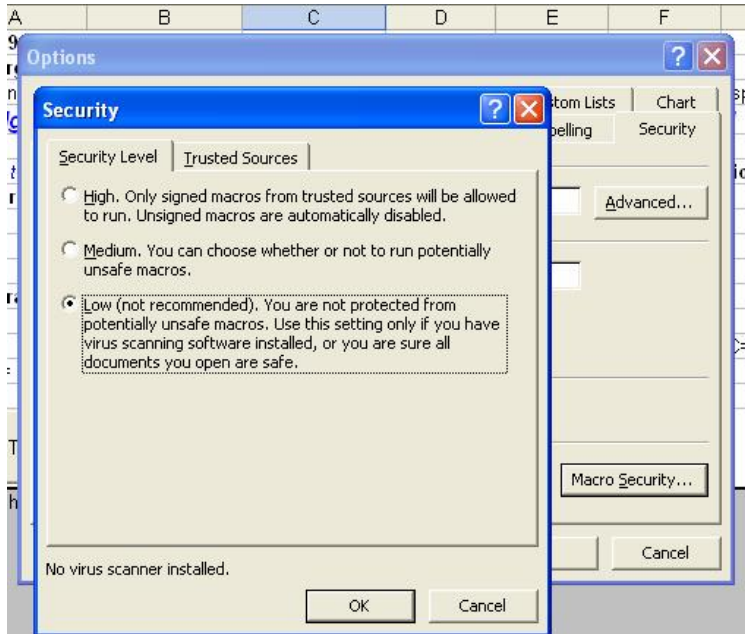 A B C D E F
9
Options
Security
stom Lists Chart
pelling Security
Security Level Trusted Sources
High. Only signed macros from trusted sources will be allowed
to run. Unsigned macros are automatically disabled.
Advanced...
Medium. You can choose whether or not to run potentially
unsafe macros.
Low (not recommended). You are not protected from
potentially unsafe macros. Use this setting only if you have
virus scanning software installed, or you are sure all
documents you open are safe.
Macro Security...
No virus scanner installed.
Cancel
OK Cancel